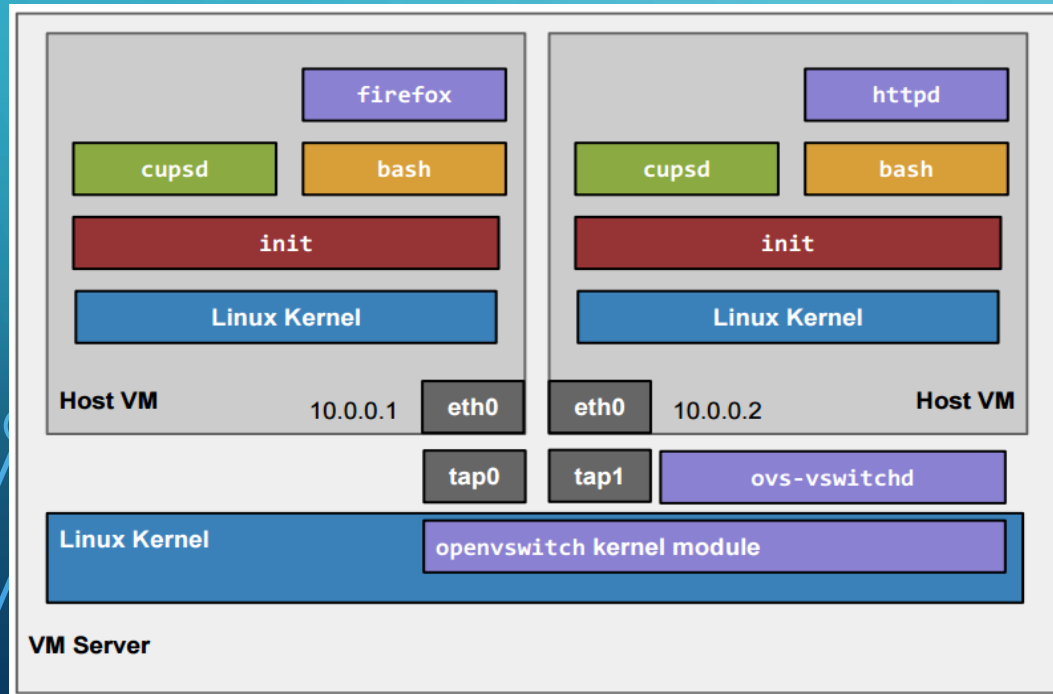 firefox
httpd
cupsd
bash
cupsd
bash
init
init
Linux Kernel
Linux Kernel
Host VM
10.0.0.1
eth0
eth0
10.0.0.2
Host VM
tap0
tap1
ovs-vswitchd
Linux Kernel
openvswitch kernel module
VM Server